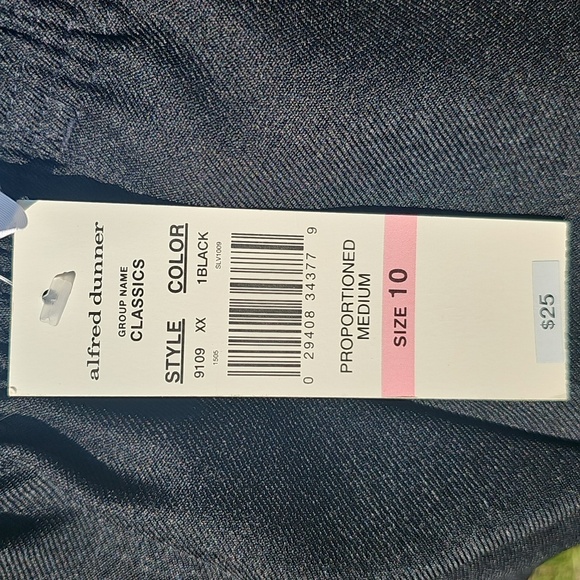 alfred dunner
GROUP NAME
CLASSICS
STYLE COLOR
9109 XX 1BLACK
1505 SLV1009
0 29408 34377 9
PROPORTIONED
MEDIUM
SIZE 10
$25